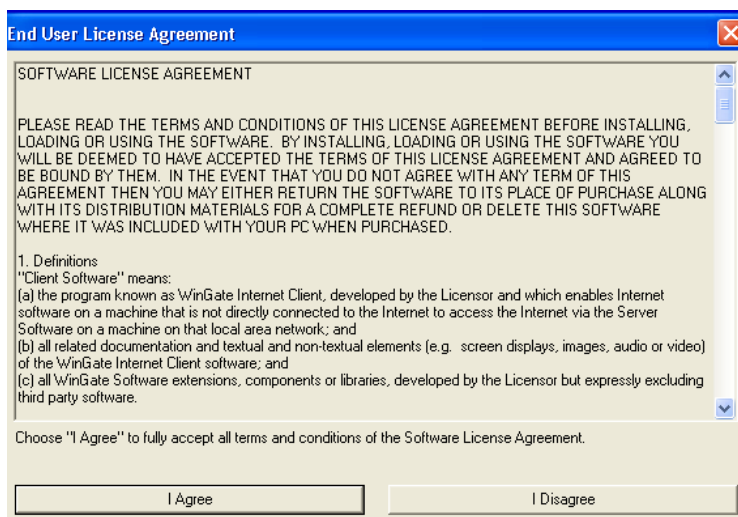 End User License Agreement
SOFTWARE LICENSE AGREEMENT
PLEASE READ THE TERMS AND CONDITIONS OF THIS LICENSE AGREEMENT BEFORE INSTALLING,
LOADING OR USING THE SOFTWARE.  BY INSTALLING, LOADING OR USING THE SOFTWARE YOU
WILL BE DEEMED TO HAVE ACCEPTED THE TERMS OF THIS LICENSE AGREEMENT AND AGREED TO
BE BOUND BY THEM.  IN THE EVENT THAT YOU DO NOT AGREE WITH ANY TERM OF THIS
AGREEMENT THEN YOU MAY EITHER RETURN THE SOFTWARE TO ITS PLACE OF PURCHASE ALONG
WITH ITS DISTRIBUTION MATERIALS FOR A COMPLETE REFUND OR DELETE THIS SOFTWARE
WHERE IT WAS INCLUDED WITH YOUR PC WHEN PURCHASED.
1. Definitions
"Client Software" means:
(a) the program known as WinGate Internet Client, developed by the Licensor and which enables Internet
software on a machine that is not directly connected to the Internet to access the Internet via the Server
Software on a machine on that local area network; and
(b) all related documentation and textual and non-textual elements (e.g.  screen displays, images, audio or video)
of the WinGate Internet Client software; and
(c) all WinGate Software extensions, components or libraries, developed by the Licensor but expressly excluding
third party software.
Choose "I Agree" to fully accept all terms and conditions of the Software License Agreement.
I Agree
I Disagree